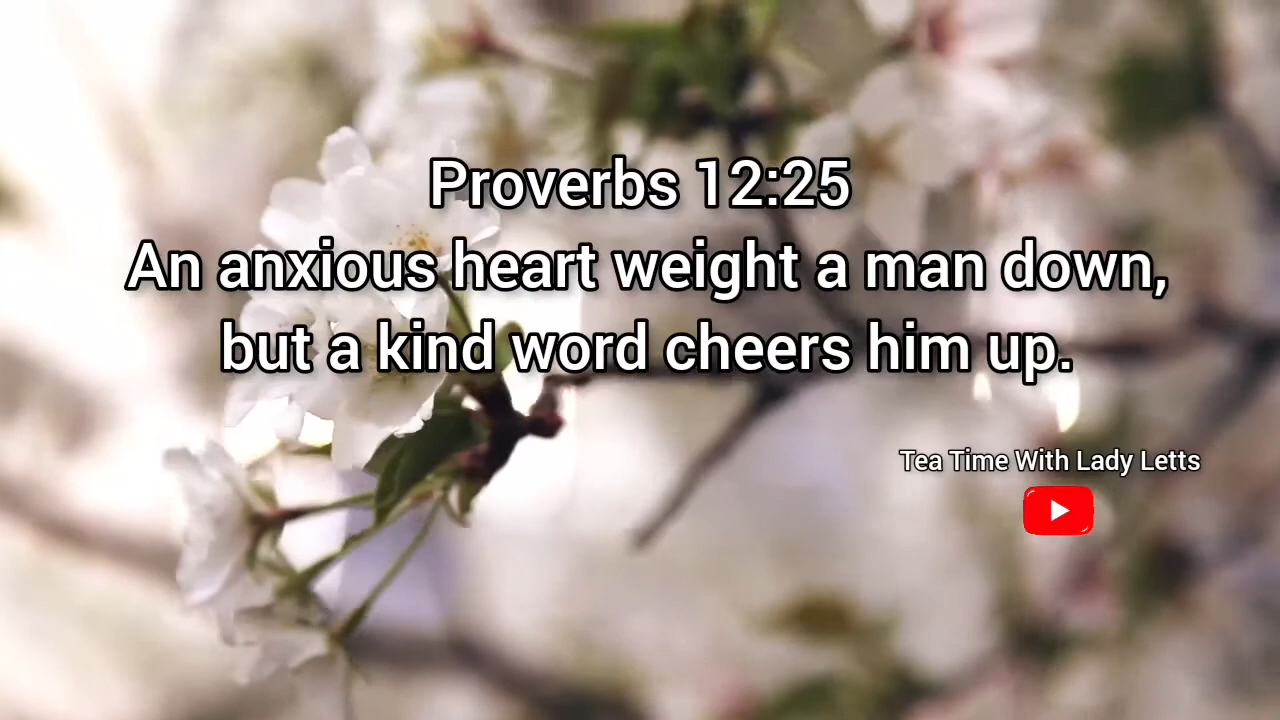 Proverbs 12:25
An anxious heart weight a man down,
but a kind word cheers him up.
Tea Time With Lady Letts